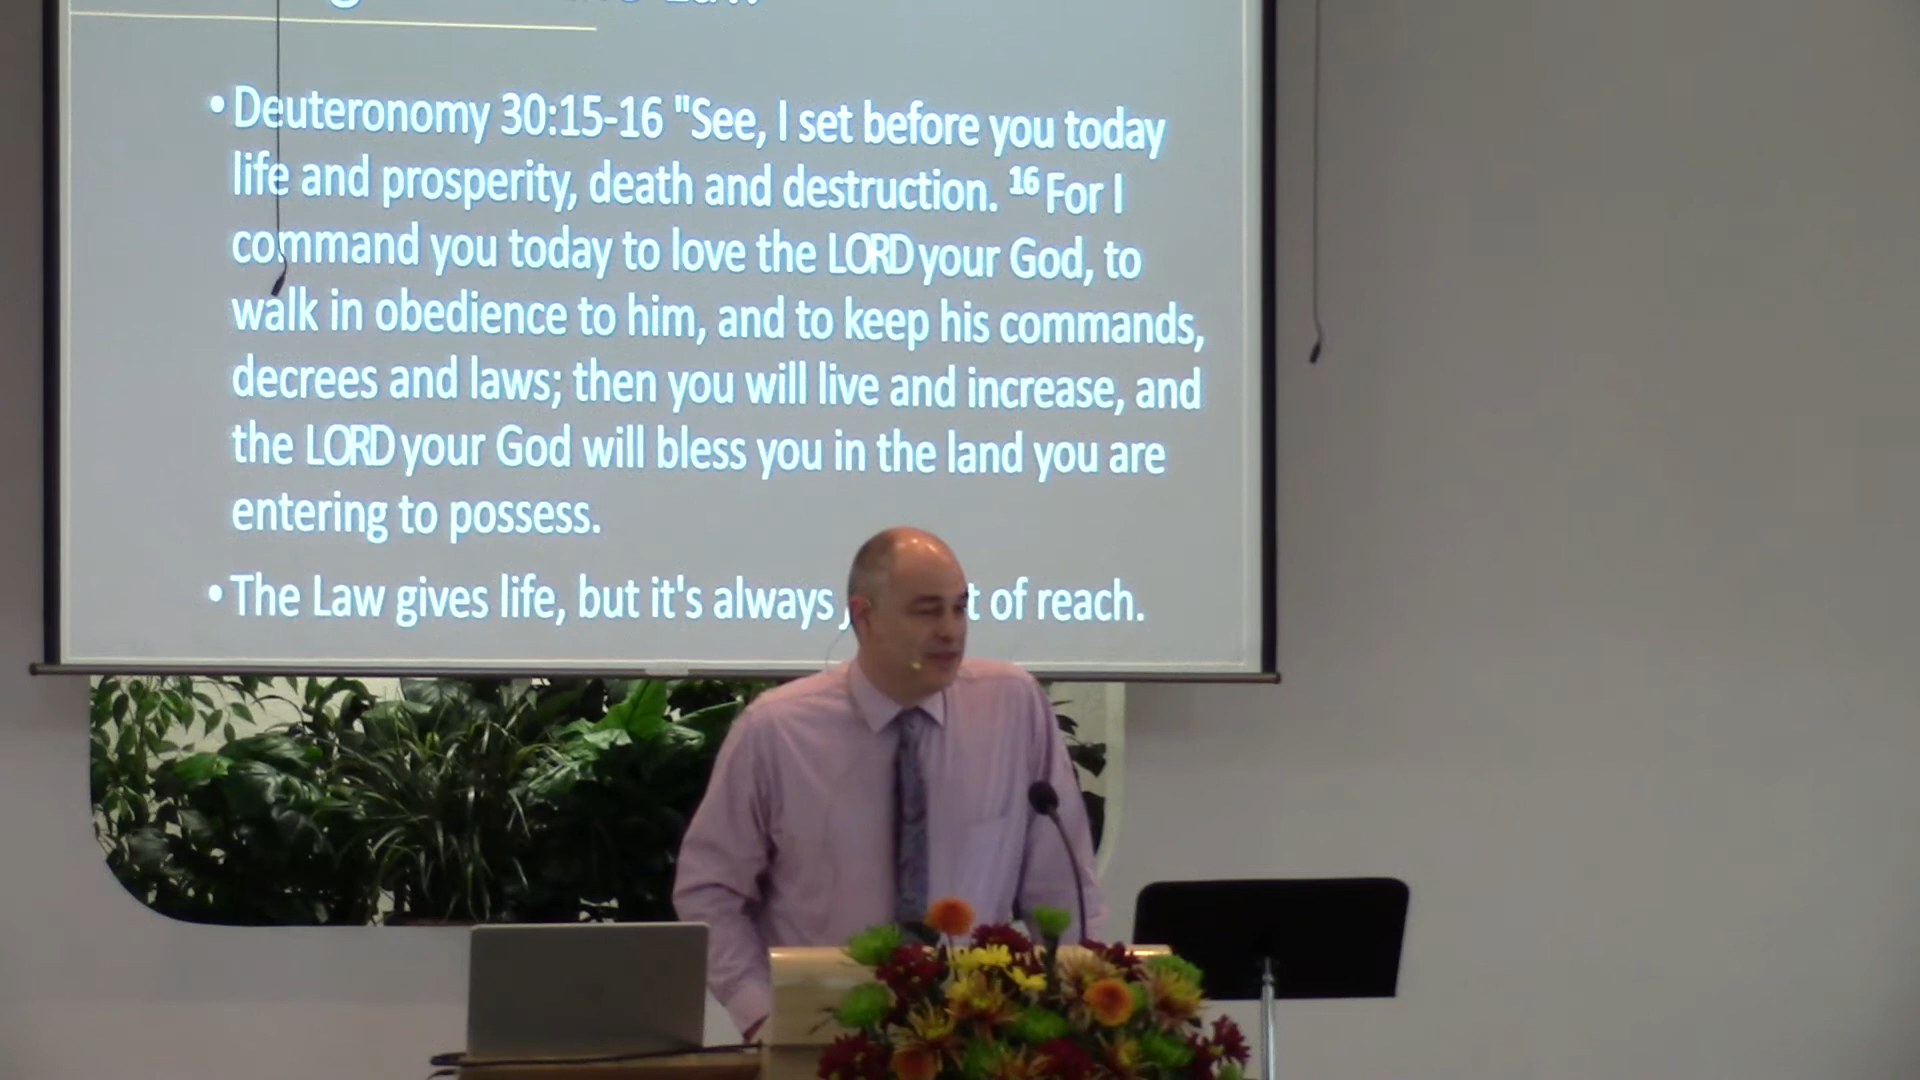 Law
• Deuteronomy 30:15-16 "See, I set before you today
life and prosperity, death and destruction. 16 For I
command you today to love the LORD your God, to
walk in obedience to him, and to keep his commands,
decrees and laws; then you will live and increase, and
the LORD your God will bless you in the land you are
entering to possess.
• The Law gives life, but it's always of reach.